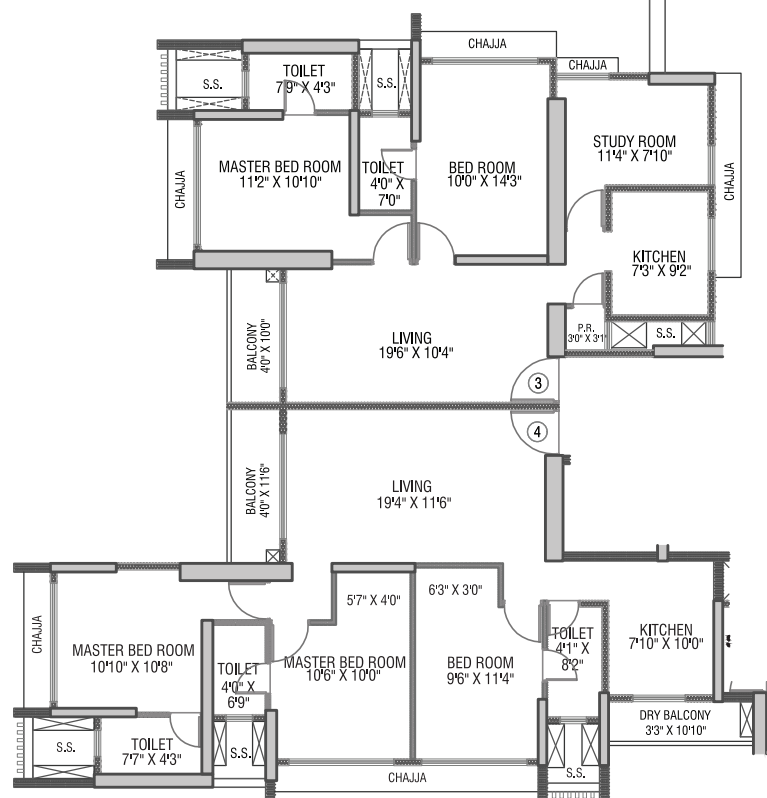 CHAJJA
CHAJJA
TOILET
7'9" X 4'3"
S.S.
S.S.
STUDY ROOM
11'4" X 7'10"
MASTER BED ROOM
11'2" X 10'10"
TOILET
4'0" X
7'0"
BED ROOM
10'0" X 14'3"
CHAJJA
CHAJJA
KITCHEN
7'3" X 9'2"
BALCONY
4'0" X 10'0"
LIVING
19'6" X 10'4"
P.R.
3'0" X 3'1"
S.S.
3
4
BALCONY
4'0" X 11'6"
LIVING
19'4" X 11'6"
5'7" X 4'0"
6'3" X 3'0"
CHAJJA
MASTER BED ROOM
10'10" X 10'8"
TOILET
4'0" X
6'9"
MASTER BED ROOM
10'6" X 10'0"
BED ROOM
9'6" X 11'4"
TOILET
4'1" X
8'2"
KITCHEN
7'10" X 10'0"
DRY BALCONY
3'3" X 10'10"
S.S.
TOILET
7'7" X 4'3"
S.S.
CHAJJA
S.S.